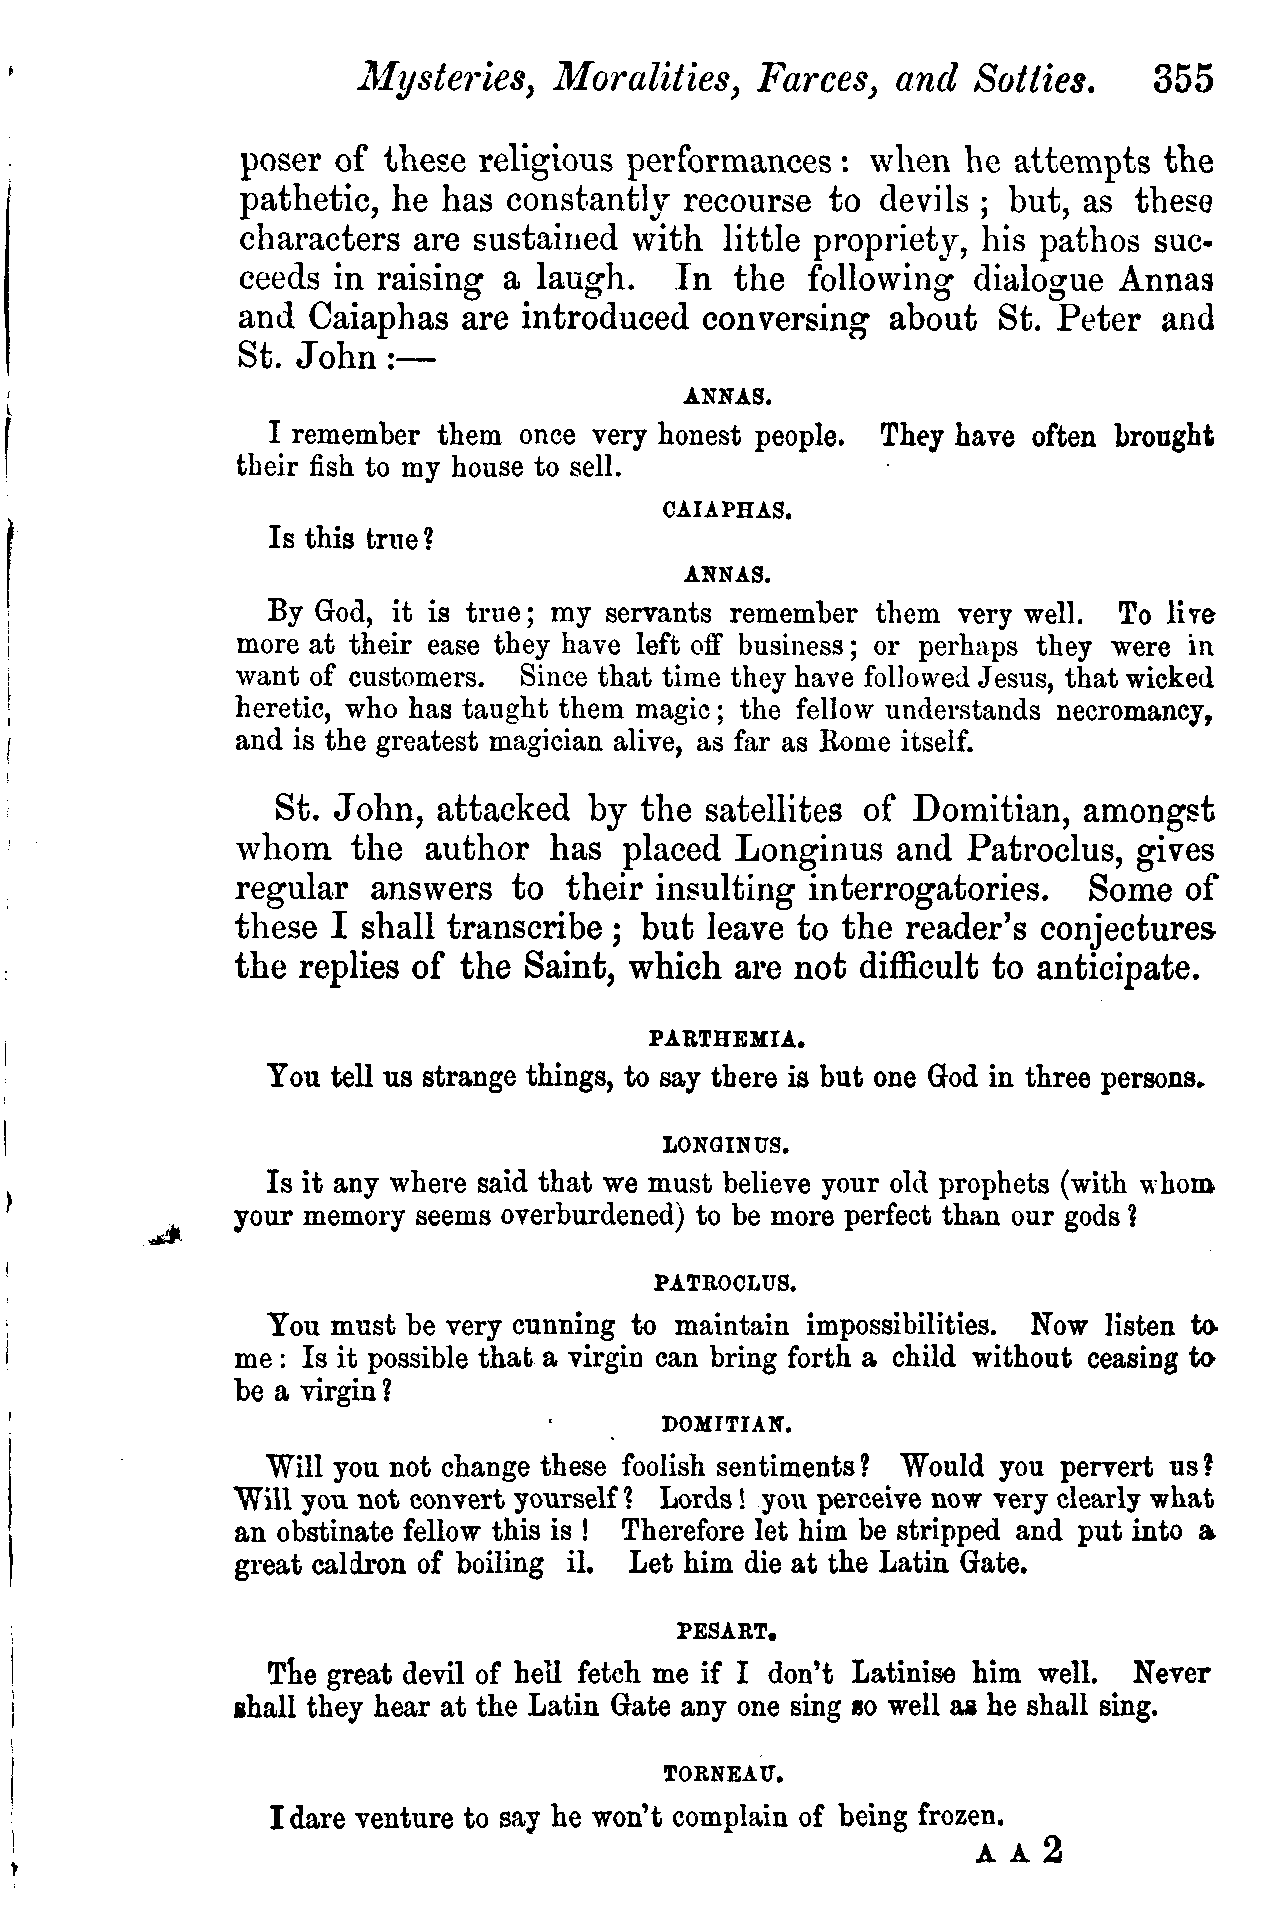 Mysteries, Moralities, Farces, and Sotties. 355
poser of these religious performances: when he attempts the
pathetic, he has constantly recourse to devils; but, as these
characters are sustained with little propriety, his pathos suc-
ceeds in raising a laugh. In the following dialogue Annas
and Caiaphas are introduced conversing about St. Peter and
St. John:—
ANNAS.
I remember them once very honest people. They have often brought
their fish to my house to sell.
CAIAPHAS.
Is this true?
ANNAS.
By God, it is true; my servants remember them very well. To live
more at their ease they have left off business; or perhaps they were in
want of customers. Since that time they have followed Jesus, that wicked
heretic, who has taught them magic; the fellow understands necromancy,
and is the greatest magician alive, as far as Rome itself.
St. John, attacked by the satellites of Domitian, amongst
whom the author has placed Longinus and Patroclus, gives
regular answers to their insulting interrogatories. Some of
these I shall transcribe; but leave to the reader's conjectures
the replies of the Saint, which are not difficult to anticipate.
PARTHEMIA.
You tell us strange things, to say there is but one God in three persons.
LONGINUS.
Is it any where said that we must believe your old prophets (with whom
your memory seems overburdened) to be more perfect than our gods?
PATROCLUS.
You must be very cunning to maintain impossibilities. Now listen to
me: Is it possible that a virgin can bring forth a child without ceasing to
be a virgin?
DOMITIAN.
Will you not change these foolish sentiments? Would you pervert us?
Will you not convert yourself? Lords! you perceive now very clearly what
an obstinate fellow this is! Therefore let him be stripped and put into a
great caldron of boiling il. Let him die at the Latin Gate.
PESART.
The great devil of hell fetch me if I don't Latinise him well. Never
shall they hear at the Latin Gate any one sing so well as he shall sing.
TORNEAU.
I dare venture to say he won't complain of being frozen.
A A 2